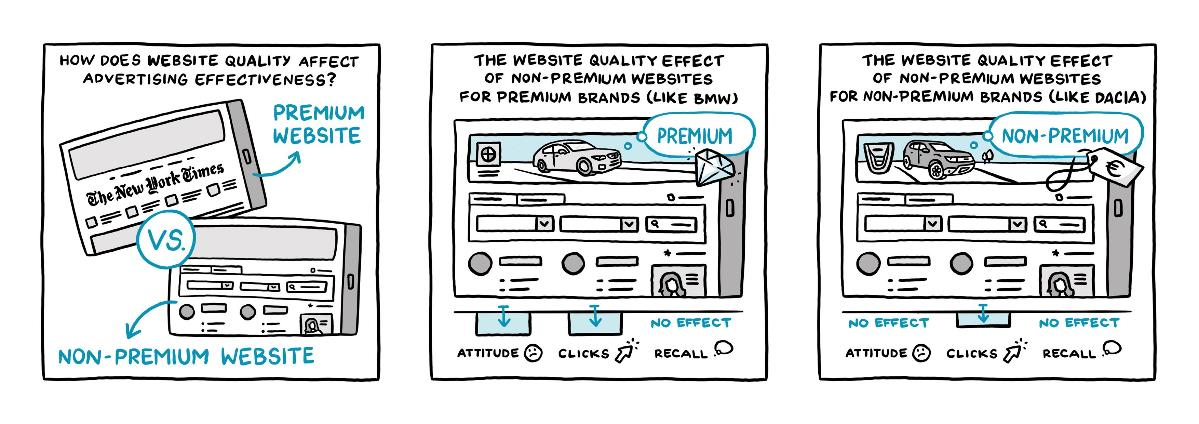 HOW DOES WEBSITE QUALITY AFFECT
ADVERTISING EFFECTIVENESS?
PREMIUM
WEBSITE
The New York Times
VS.
NON-PREMIUM WEBSITE
THE WEBSITE QUALITY EFFECT
OF NON-PREMIUM WEBSITES
FOR PREMIUM BRANDS (LIKE BMW)
PREMIUM
NO EFFECT
ATTITUDE CLICKS RECALL
THE WEBSITE QUALITY EFFECT
OF NON-PREMIUM WEBSITES
FOR NON-PREMIUM BRANDS (LIKE DACIA)
NON-PREMIUM
€
NO EFFECT NO EFFECT
ATTITUDE CLICKS RECALL